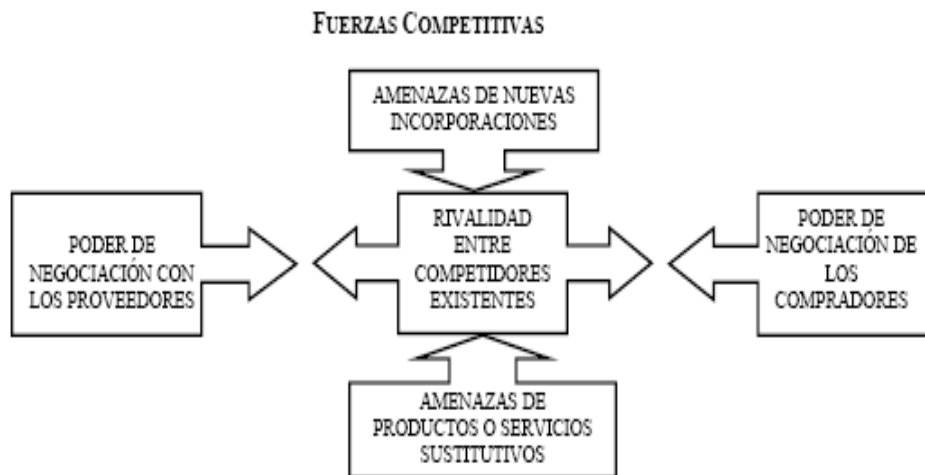 FUERZAS COMPETITIVAS
AMENAZAS DE NUEVAS
INCORPORACIONES
PODER DE
NEGOCIACIÓN CON
LOS PROVEEDORES
RIVALIDAD
ENTRE
COMPETIDORES
EXISTENTES
PODER DE
NEGOCIACIÓN DE
LOS
COMPRADORES
AMENAZAS DE
PRODUCTOS O SERVICIOS
SUSTITUTIVOS